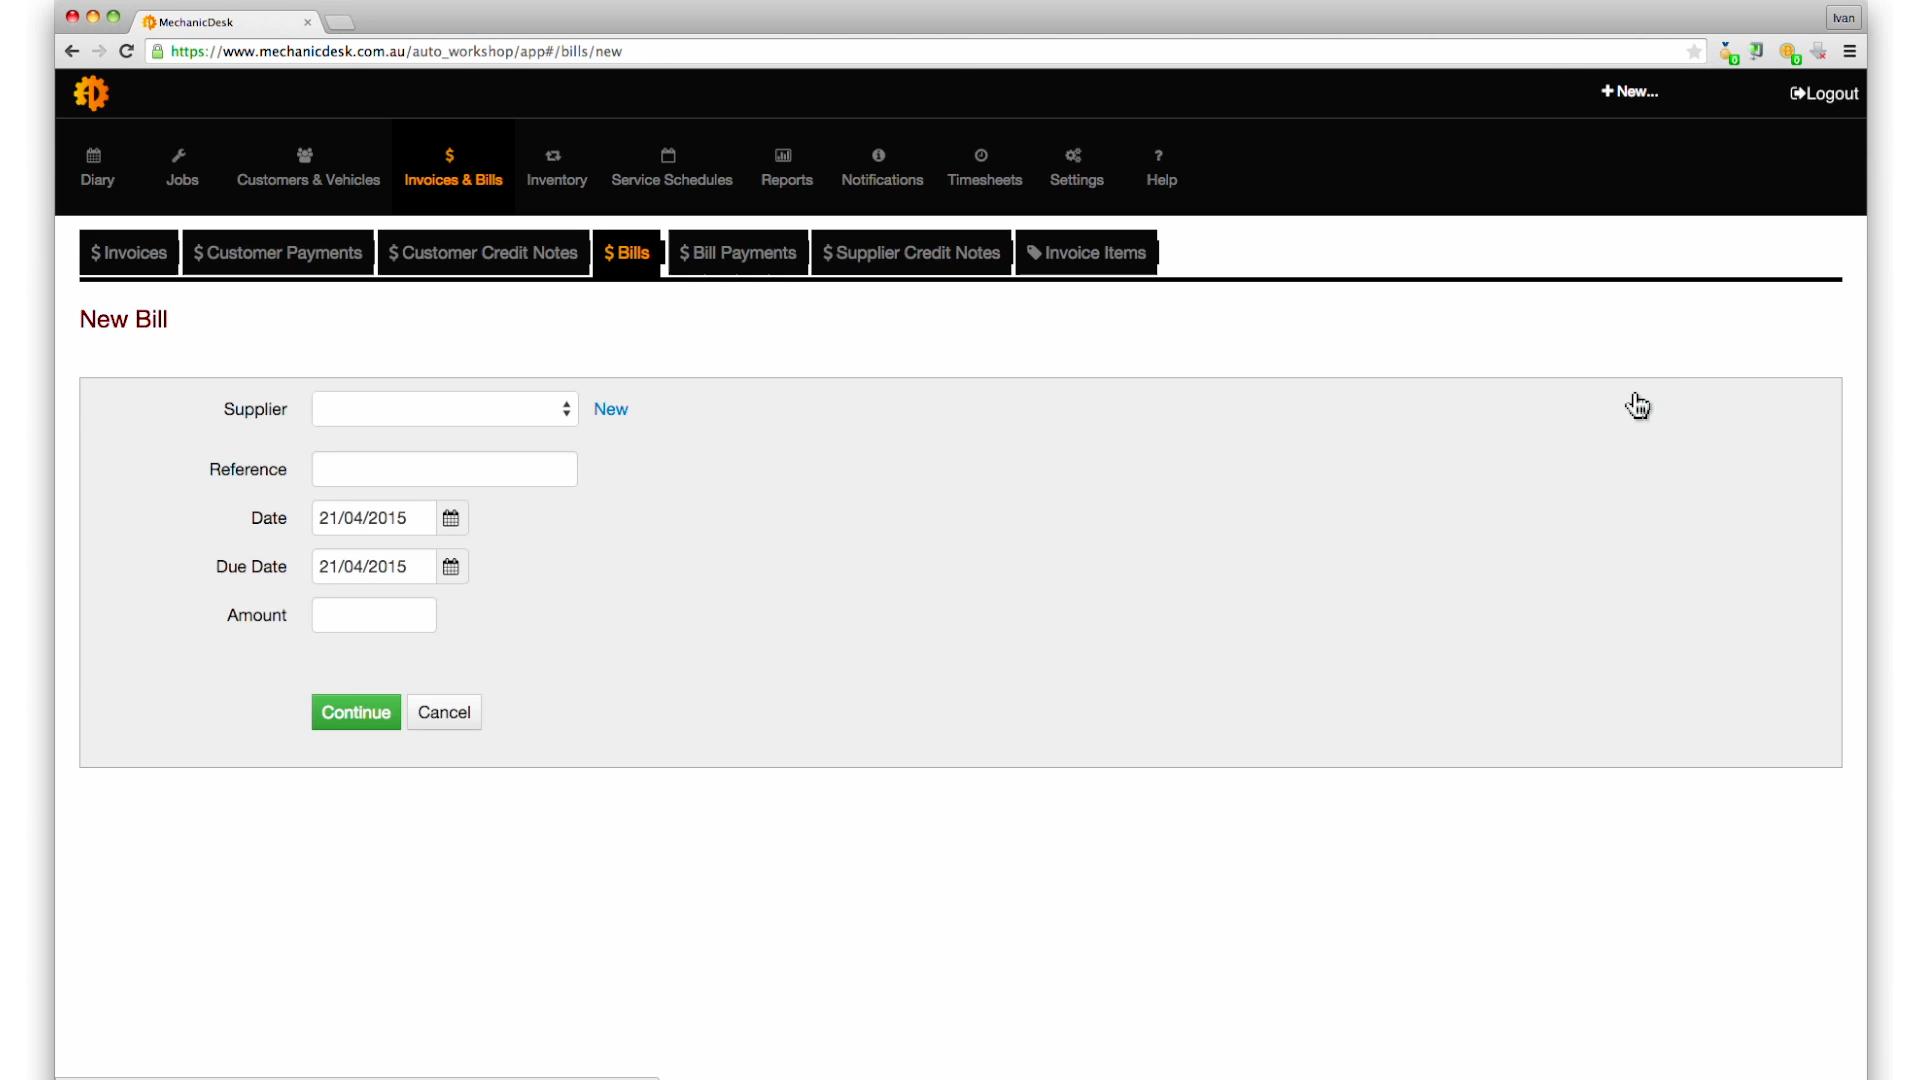 MechanicDesk
Ivan
https://www.mechanicdesk.com.au/auto_workshop/app#/bills/new
New...
Logout
Diary
Jobs
Customers & Vehicles
$
Invoices & Bills
Inventory
Service Schedules
Reports
Notifications
Timesheets
Settings
?
Help
$ Invoices
$ Customer Payments
$ Customer Credit Notes
$ Bills
$ Bill Payments
$ Supplier Credit Notes
Invoice Items
New Bill
Supplier
New
Reference
Date
21/04/2015
Due Date
21/04/2015
Amount
Continue
Cancel